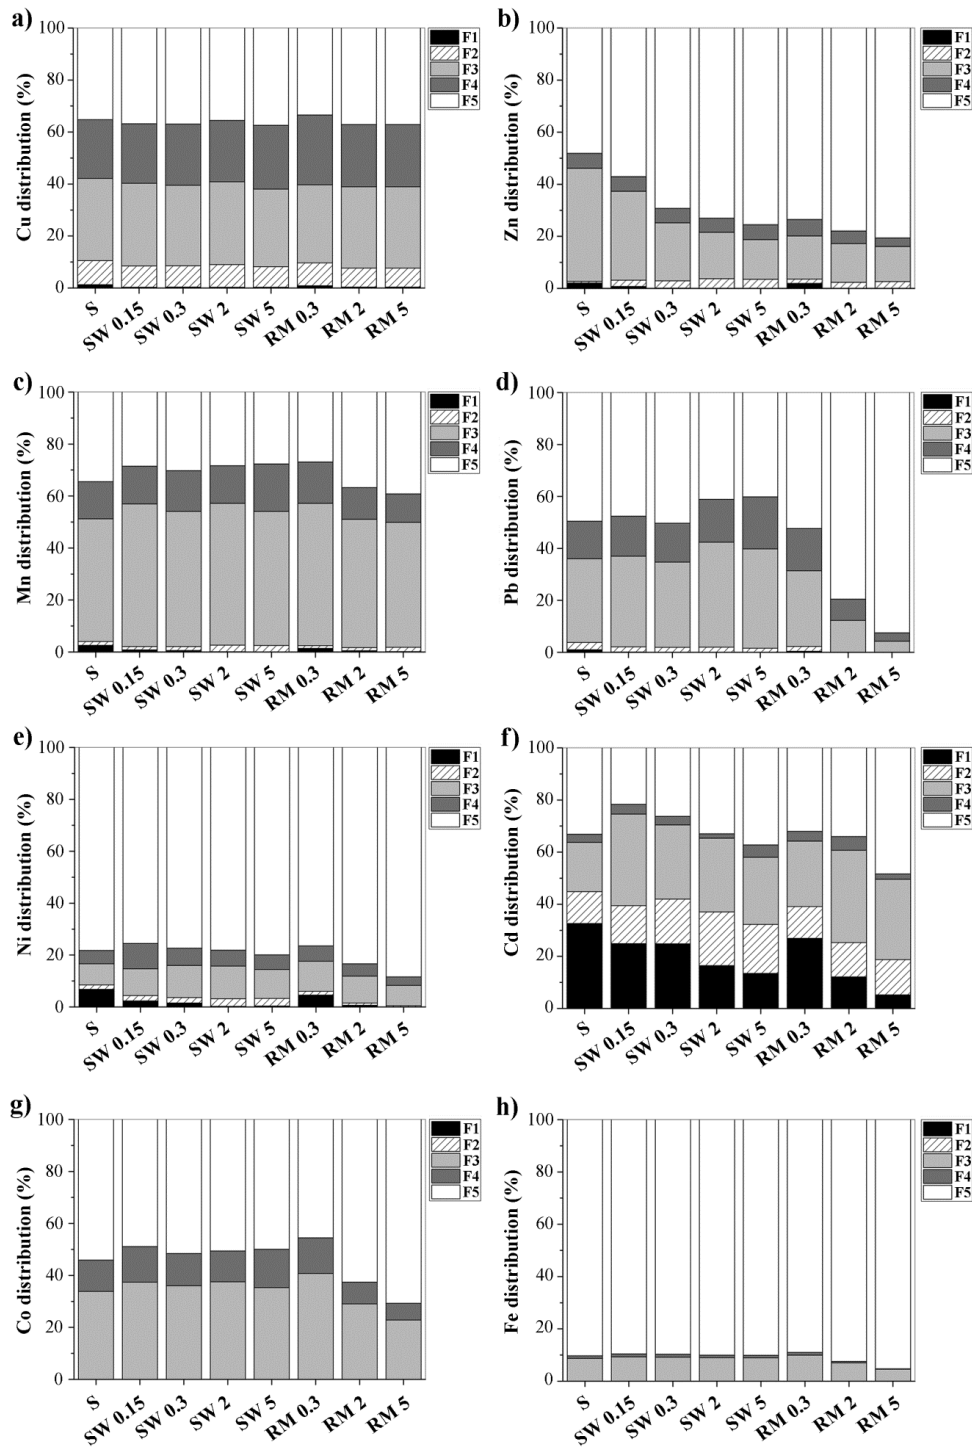 a)
Cu distribution (%)
100
80
60
40
20
0
S
SW 0.15
SW 0.3
SW 2
SW 5
RM 0.3
RM 2
RM 5
F1
F2
F3
F4
F5
b)
Zn distribution (%)
100
80
60
40
20
0
S
SW 0.15
SW 0.3
SW 2
SW 5
RM 0.3
RM 2
RM 5
F1
F2
F3
F4
F5
c)
Mn distribution (%)
100
80
60
40
20
0
S
SW 0.15
SW 0.3
SW 2
SW 5
RM 0.3
RM 2
RM 5
F1
F2
F3
F4
F5
d)
Pb distribution (%)
100
80
60
40
20
0
S
SW 0.15
SW 0.3
SW 2
SW 5
RM 0.3
RM 2
RM 5
F1
F2
F3
F4
F5
e)
Ni distribution (%)
100
80
60
40
20
0
S
SW 0.15
SW 0.3
SW 2
SW 5
RM 0.3
RM 2
RM 5
F1
F2
F3
F4
F5
f)
Cd distribution (%)
100
80
60
40
20
0
S
SW 0.15
SW 0.3
SW 2
SW 5
RM 0.3
RM 2
RM 5
F1
F2
F3
F4
F5
g)
Co distribution (%)
100
80
60
40
20
0
S
SW 0.15
SW 0.3
SW 2
SW 5
RM 0.3
RM 2
RM 5
F1
F2
F3
F4
F5
h)
Fe distribution (%)
100
80
60
40
20
0
S
SW 0.15
SW 0.3
SW 2
SW 5
RM 0.3
RM 2
RM 5
F1
F2
F3
F4
F5